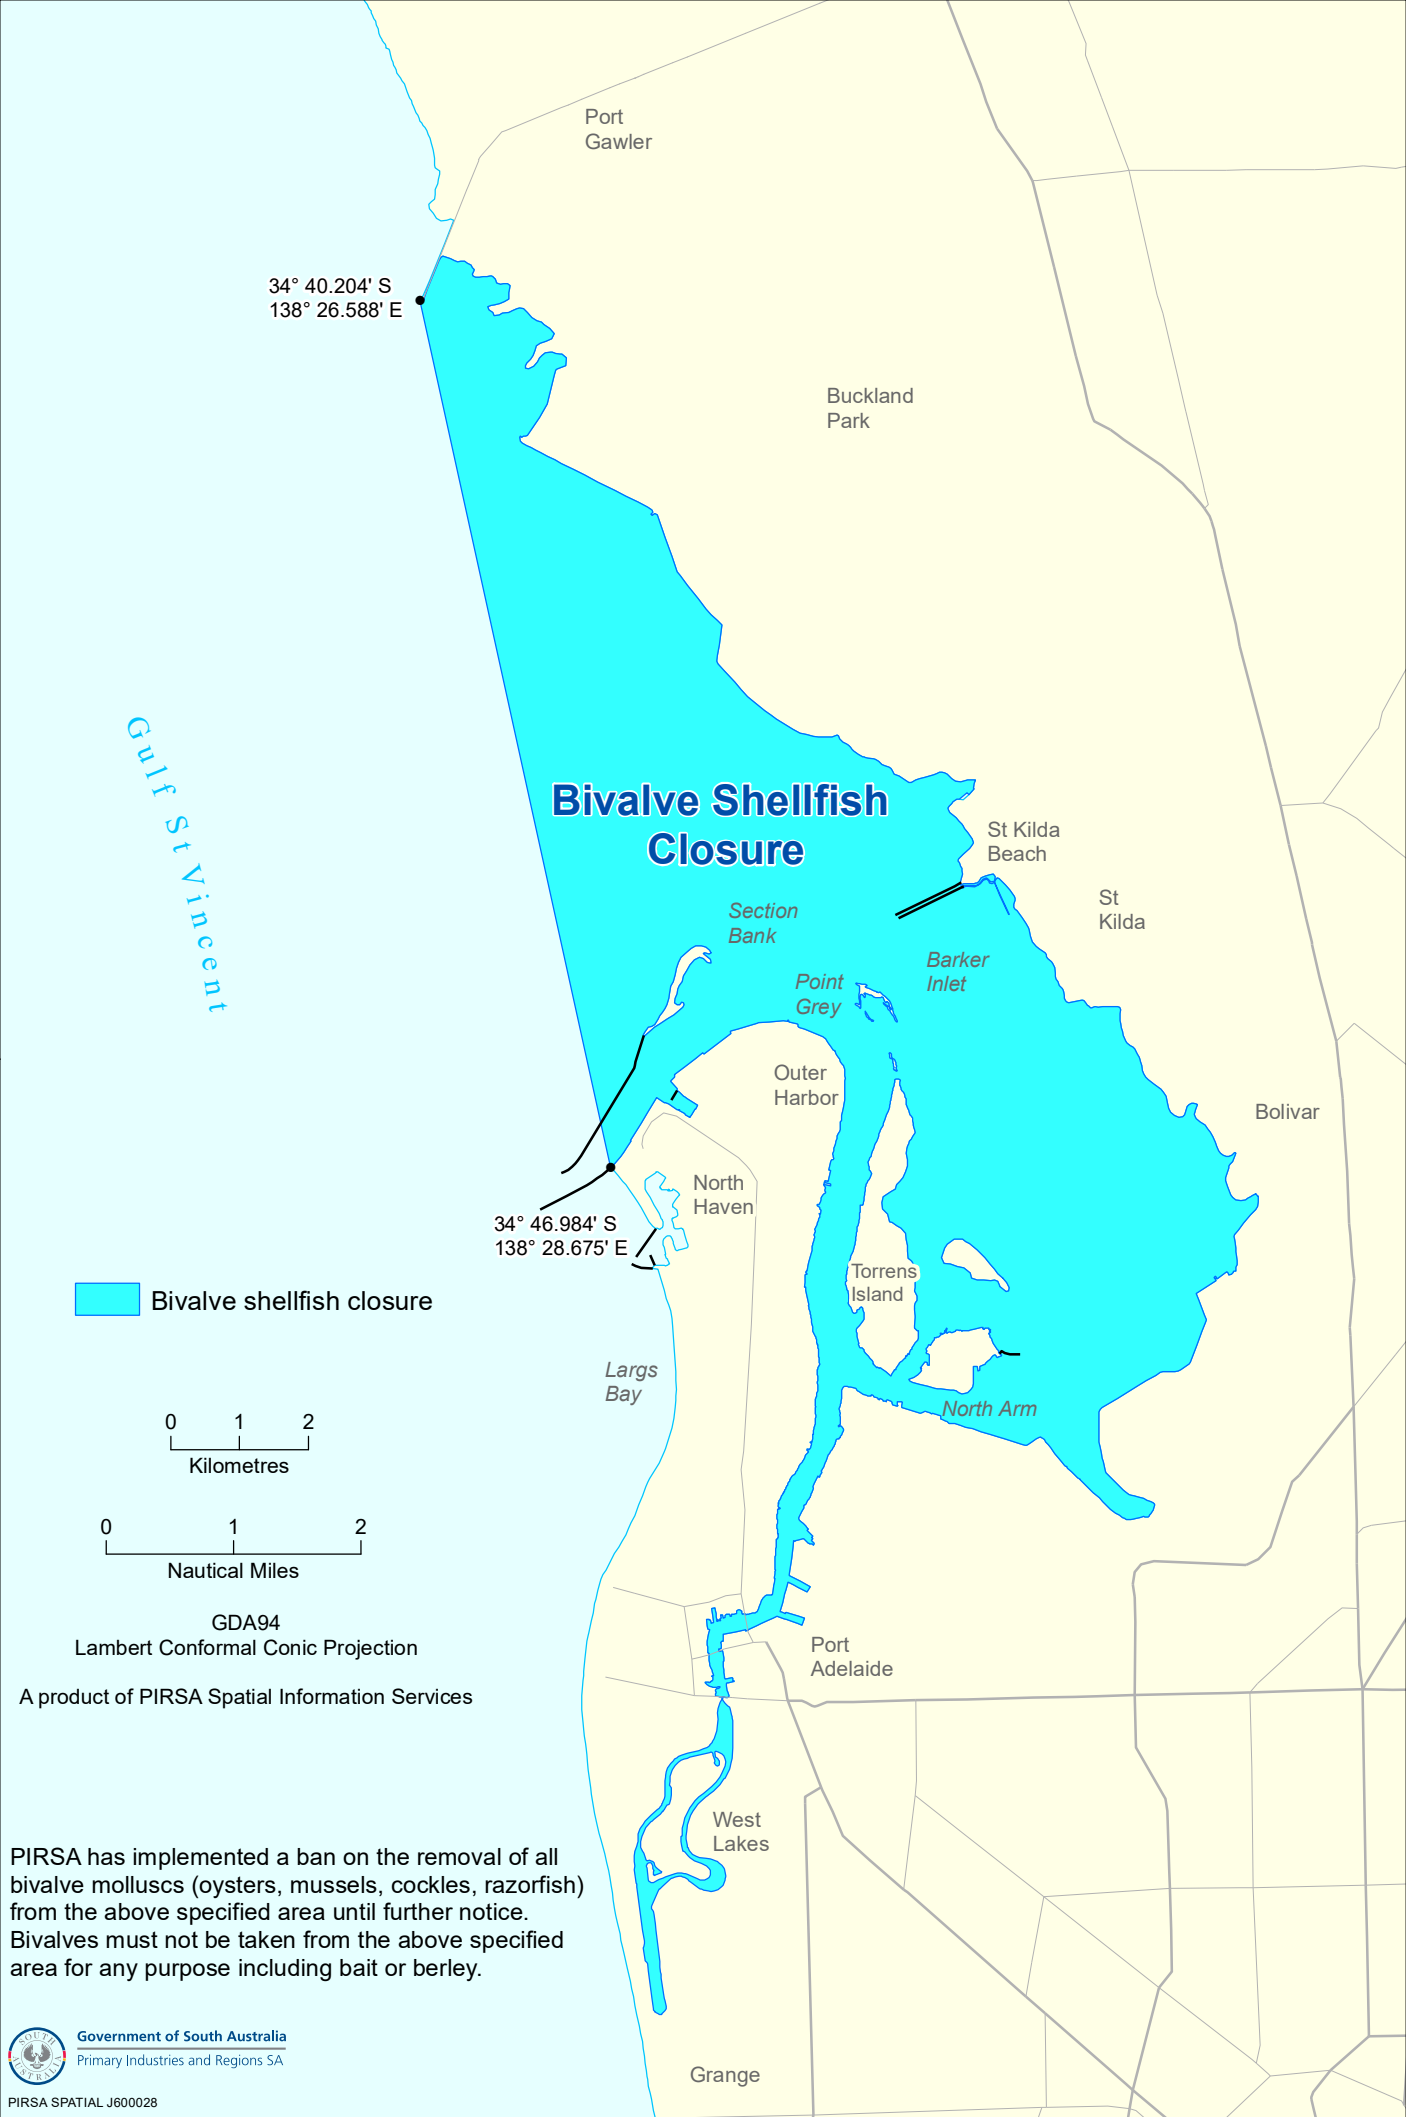 Port
Gawler
34° 40.204' S
138° 26.588' E
Buckland
Park
Gulf St Vincent
Bivalve Shellfish
Closure
St Kilda
Beach
St
Kilda
Section
Bank
Barker
Inlet
Point
Grey
Outer
Harbor
Bolivar
North
Haven
34° 46.984' S
138° 28.675' E
Torrens
Island
Bivalve shellfish closure
Largs
Bay
North Arm
0 1 2
Kilometres
0 1 2
Nautical Miles
GDA94
Lambert Conformal Conic Projection
Port
Adelaide
A product of PIRSA Spatial Information Services
West
Lakes
PIRSA has implemented a ban on the removal of all
bivalve molluscs (oysters, mussels, cockles, razorfish)
from the above specified area until further notice.
Bivalves must not be taken from the above specified
area for any purpose including bait or berley.
SOUTH
AUSTRALIA
Government of South Australia
Primary Industries and Regions SA
Grange
PIRSA SPATIAL J600028